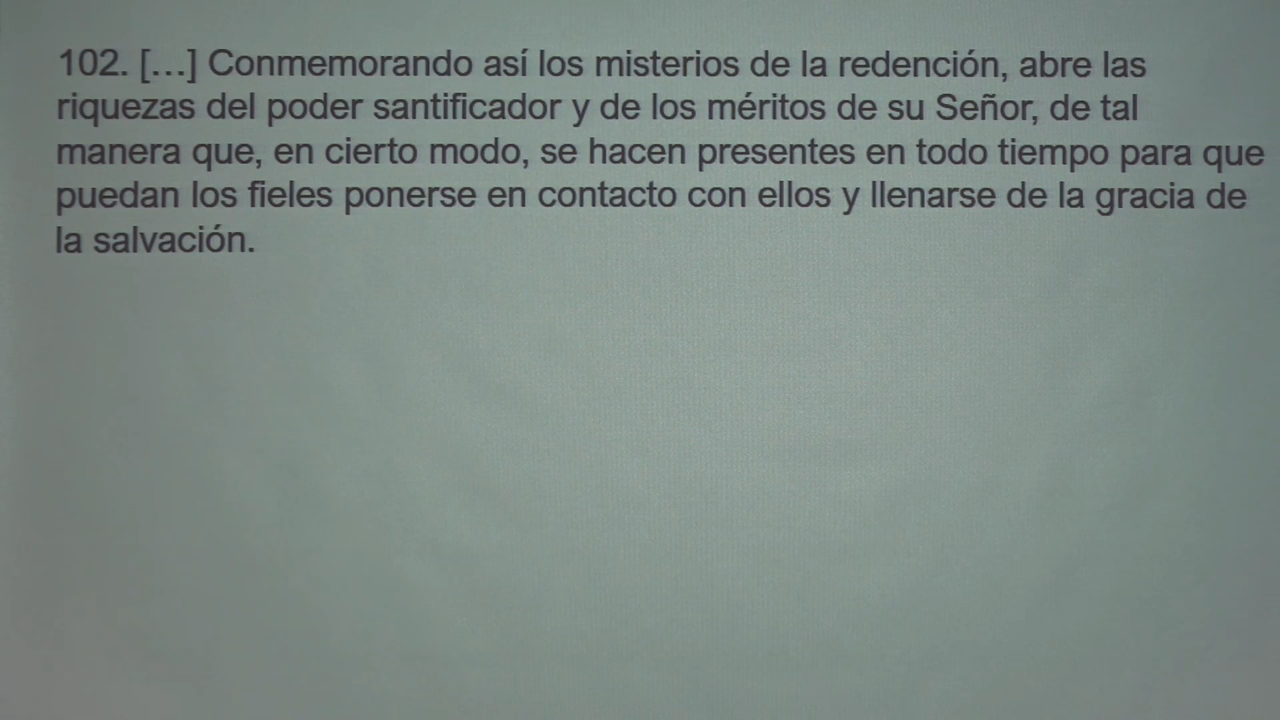 102. […] Conmemorando así los misterios de la redención, abre las
riquezas del poder santificador y de los méritos de su Señor, de tal
manera que, en cierto modo, se hacen presentes en todo tiempo para que
puedan los fieles ponerse en contacto con ellos y llenarse de la gracia de
la salvación.